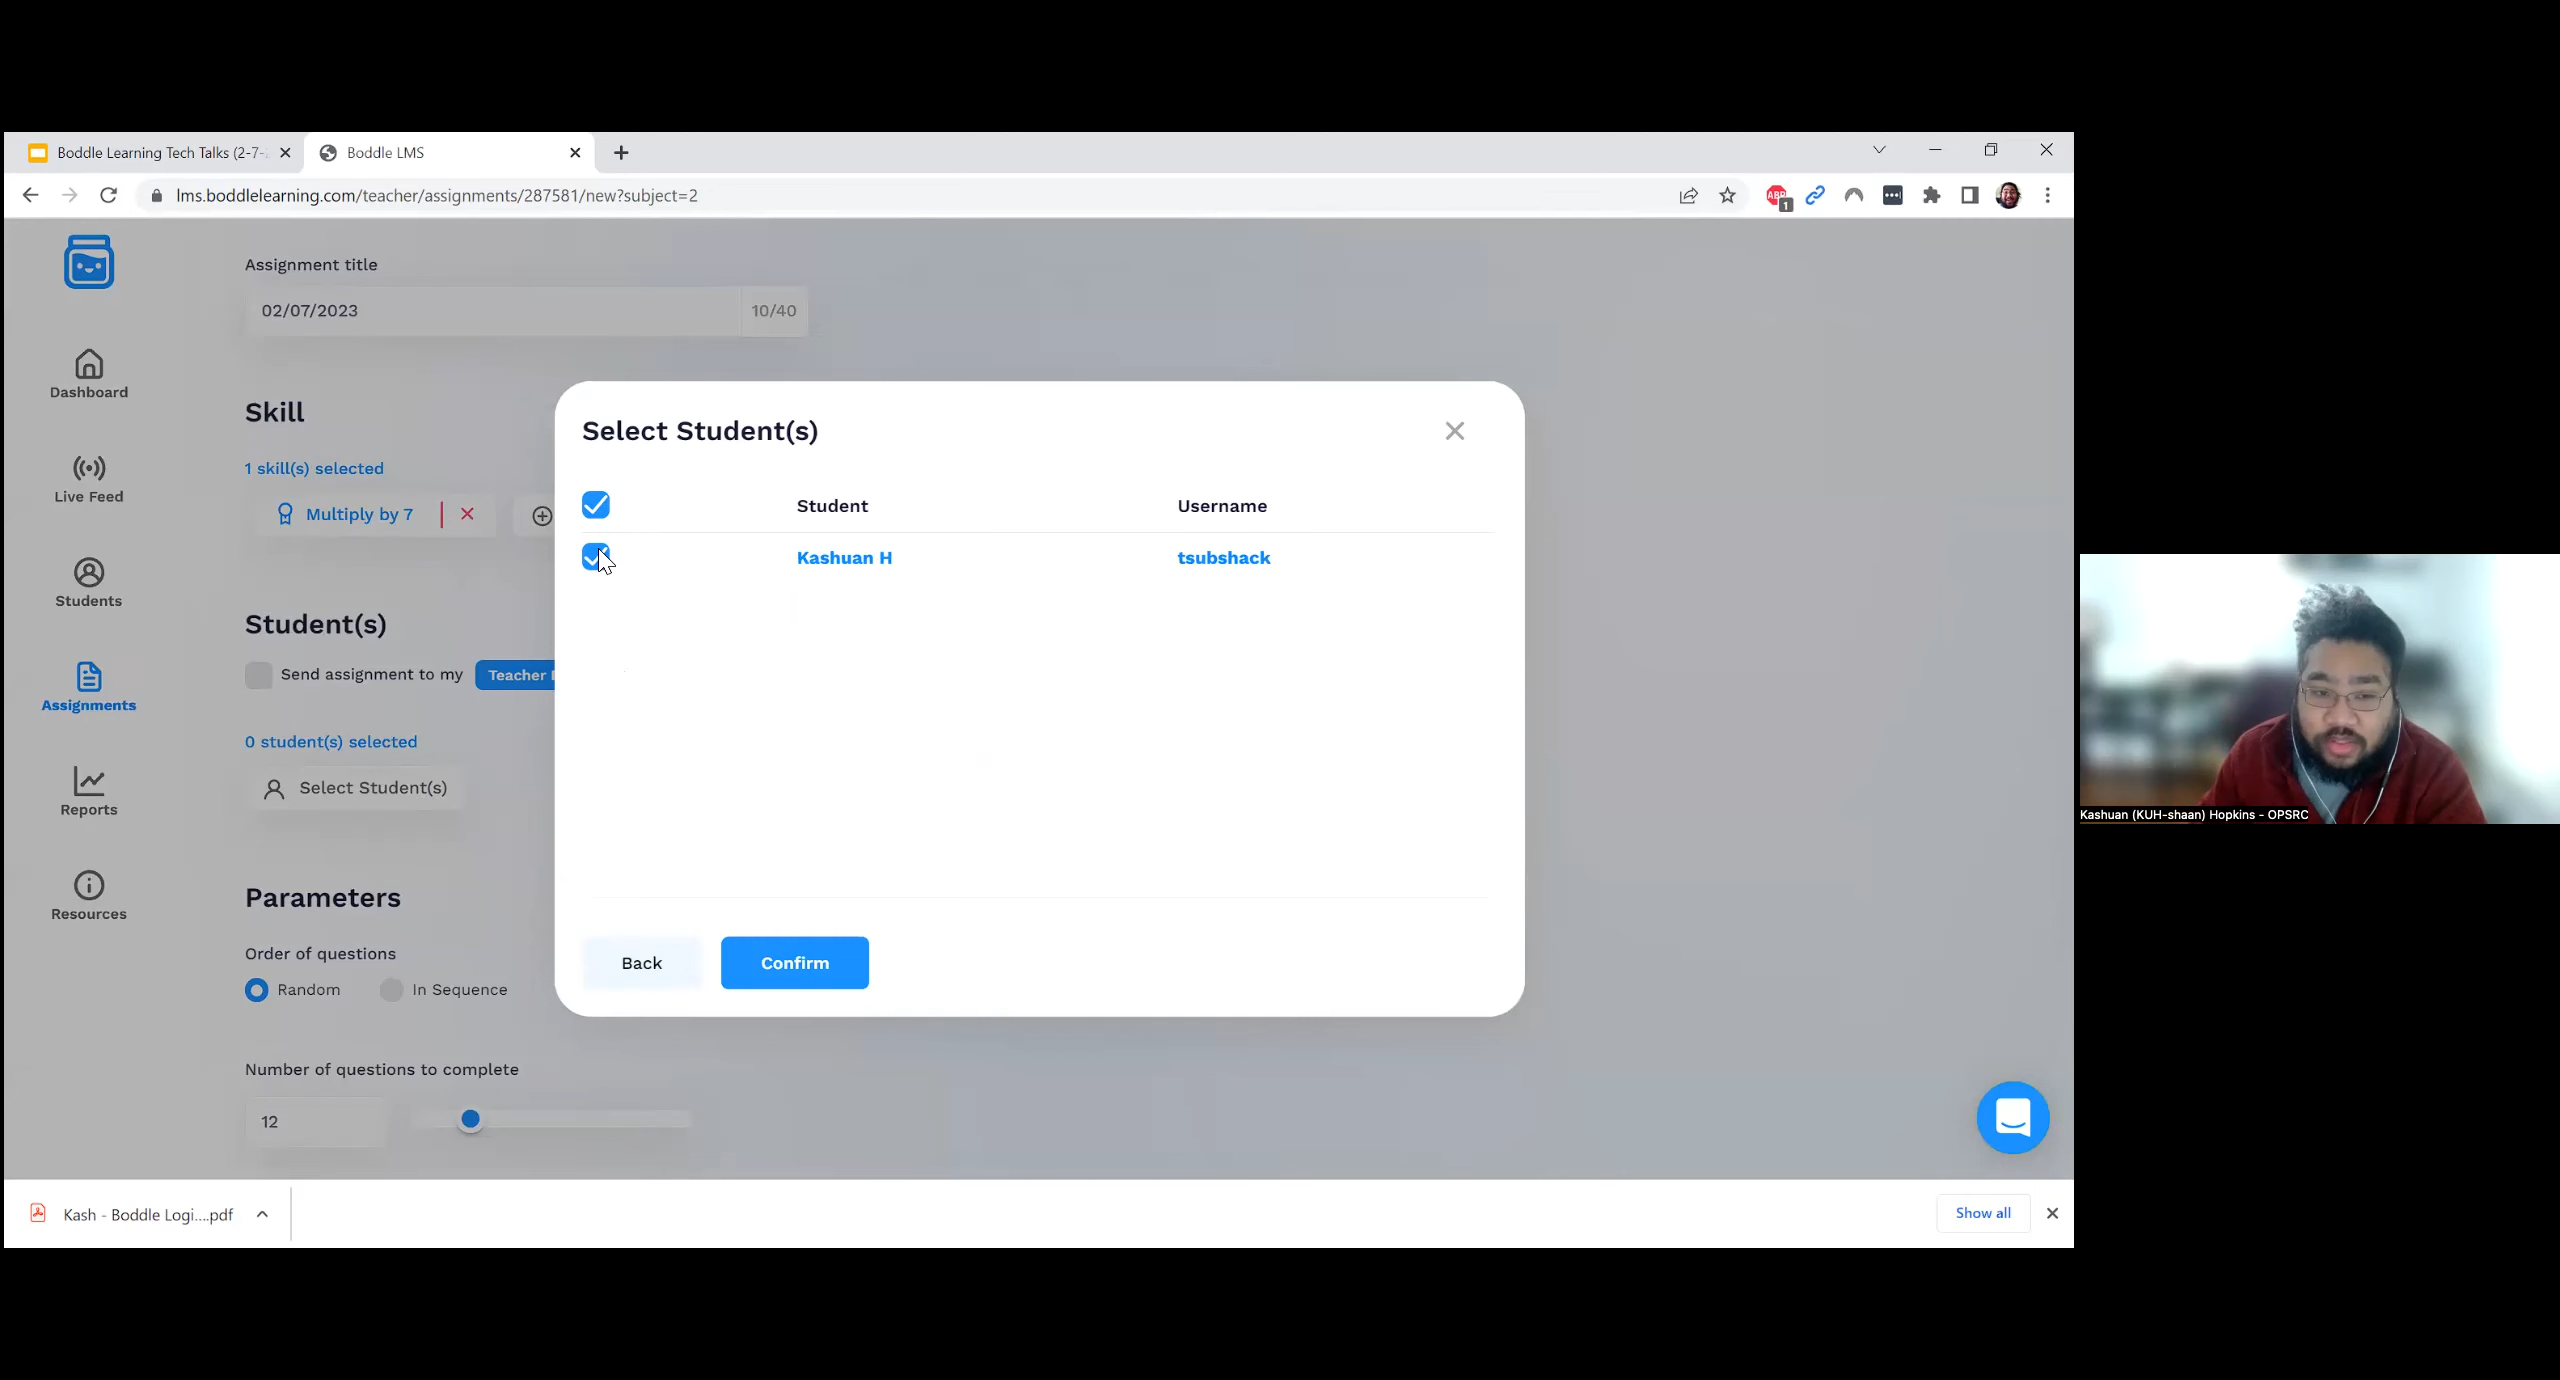 Boddle Learning Tech Talks (2-7-2
Boddle LMS
lms.boddlelearning.com/teacher/assignments/287581/new?subject=2
ABP
1
Assignment title
02/07/2023
10/40
Dashboard
Skill
Select Student(s)
1 skill(s) selected
Live Feed
Multiply by 7
Student
Username
Kashuan H
tsubshack
Students
Student(s)
Send assignment to my
Teacher
Assignments
0 student(s) selected
Select Student(s)
Reports
Kashuan (KUH-shaan) Hopkins - OPSRC
Parameters
Resources
Order of questions
Back
Confirm
Random
In Sequence
Number of questions to complete
12
Kash - Boddle Logi....pdf
Show all